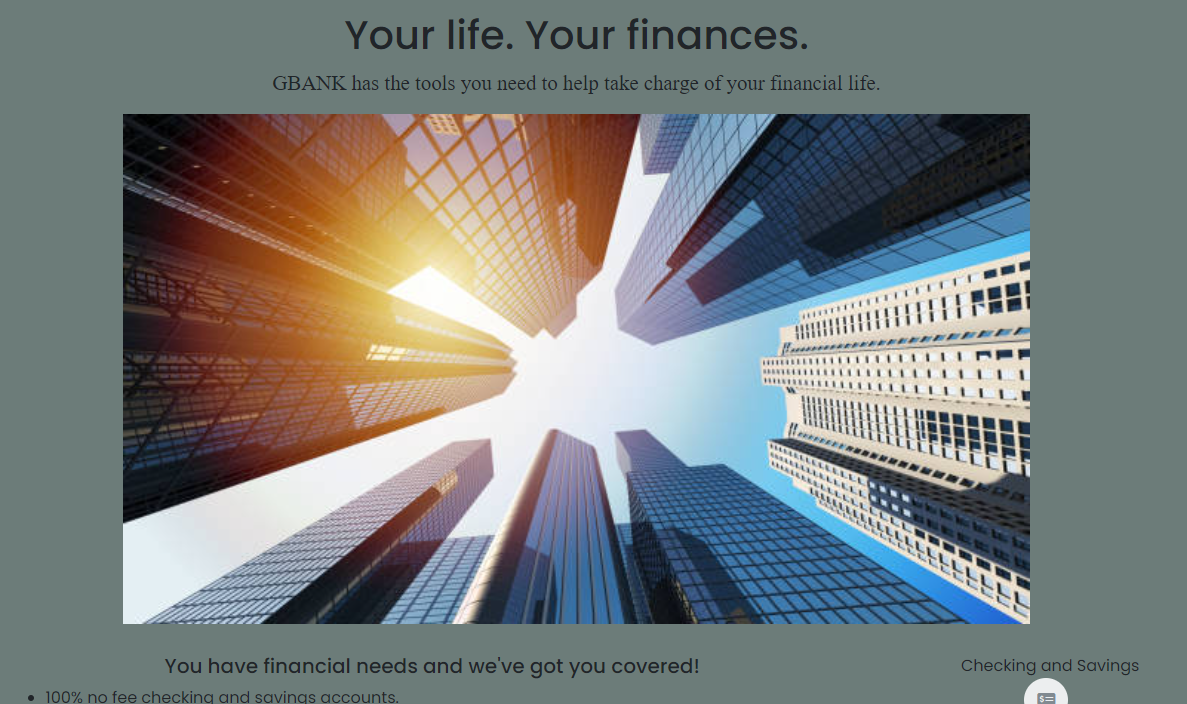 Your life. Your finances.
GBANK has the tools you need to help take charge of your financial life.
You have financial needs and we've got you covered!
Checking and Savings
100% no fee checking and savings accounts.